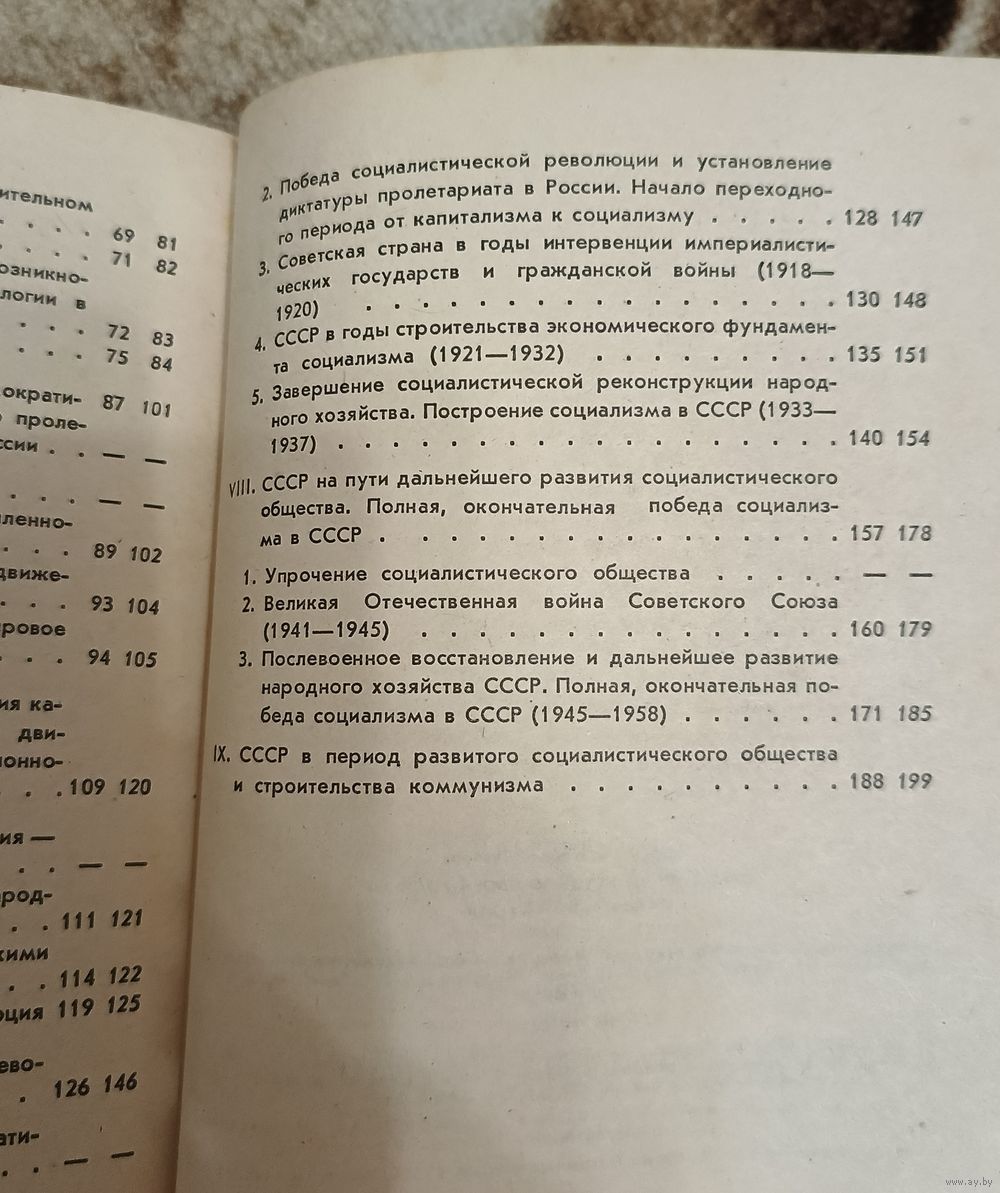 ительном
. . . . 69 81
. . . . 71 82
озникно-
логии в
. . . . 72 83
. . . 75 84
ократи- 87 101
проле-
ссии . . — —
. . . . — —
ленно-
. . . 89 102
движе-
. . . 93 104
ровое
. . . 94 105
ия ка-
дви-
ионно-
. . . 109 120
ия —
. . . — —
род-
. . . 111 121
кими
. . . 114 122
ция 119 125
ево-
. 126 146
ати-
. . — —
2. Победа социалистической революции и установление
диктатуры пролетариата в России. Начало переходно-
го периода от капитализма к социализму . . . . . 128 147
3. Советская страна в годы интервенции империалисти-
ческих государств и гражданской войны (1918—
1920) . . . . . . . . . . . . . . . . . 130 148
4. СССР в годы строительства экономического фундамен-
та социализма (1921—1932) . . . . . . . . . 135 151
5. Завершение социалистической реконструкции народ-
ного хозяйства. Построение социализма в СССР (1933—
1937) . . . . . . . . . . . . . . . . . . 140 154
VIII. СССР на пути дальнейшего развития социалистического
общества. Полная, окончательная победа социализ-
ма в СССР . . . . . . . . . . . . . . . . 157 178
1. Упрочение социалистического общества . . . . . — —
2. Великая Отечественная война Советского Союза
(1941—1945) . . . . . . . . . . . . . . . 160 179
3. Послевоенное восстановление и дальнейшее развитие
народного хозяйства СССР. Полная, окончательная по-
беда социализма в СССР (1945—1958) . . . . . . 171 185
IX. СССР в период развитого социалистического общества
и строительства коммунизма . . . . . . . . . . 188 199
www.ay.by